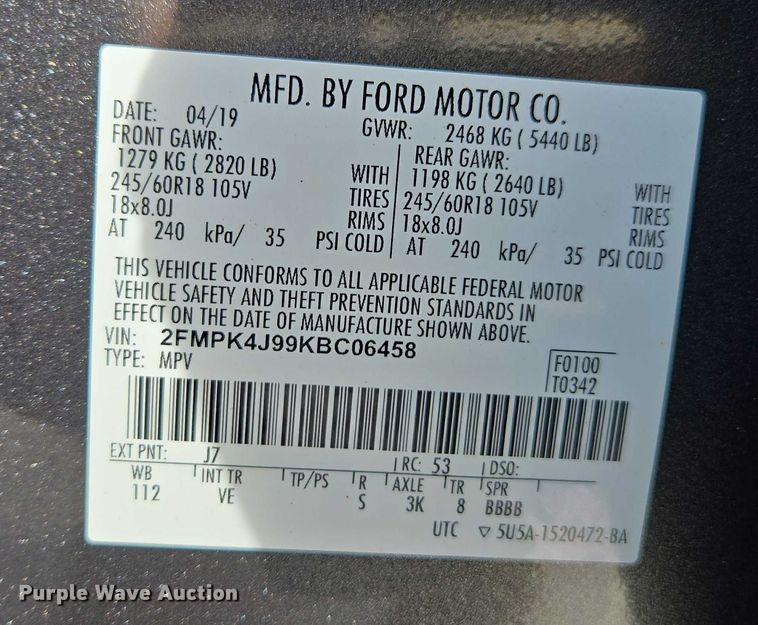 MFD. BY FORD MOTOR CO.
DATE: 04/19 GVWR: 2468 KG ( 5440 LB)
FRONT GAWR: REAR GAWR:
1279 KG ( 2820 LB) WITH 1198 KG ( 2640 LB) WITH
245/60R18 105V TIRES 245/60R18 105V TIRES
18x8.0J RIMS 18x8.0J RIMS
AT 240 kPa/ 35 PSI COLD AT 240 kPa/ 35 PSI COLD
THIS VEHICLE CONFORMS TO ALL APPLICABLE FEDERAL MOTOR
VEHICLE SAFETY AND THEFT PREVENTION STANDARDS IN
EFFECT ON THE DATE OF MANUFACTURE SHOWN ABOVE.
VIN: 2FMPK4J99KBC06458
TYPE: MPV F0100
T0342
EXT PNT: J7 RC: 53 DSO:
WB INT TR TP/PS R AXLE TR SPR
112 VE S 3K 8 BBBB
UTC ▽ 5U5A-1520472-BA
Purple Wave Auction